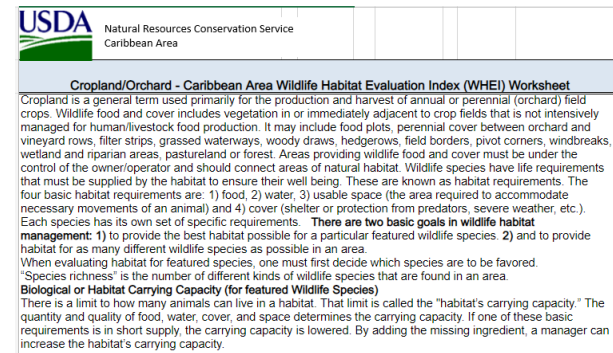 USDA
Natural Resources Conservation Service
Caribbean Area
Cropland/Orchard - Caribbean Area Wildlife Habitat Evaluation Index (WHEI) Worksheet
Cropland is a general term used primarily for the production and harvest of annual or perennial (orchard) field
crops. Wildlife food and cover includes vegetation in or immediately adjacent to crop fields that is not intensively
managed for human/livestock food production. It may include food plots, perennial cover between orchard and
vineyard rows, filter strips, grassed waterways, woody draws, hedgerows, field borders, pivot corners, windbreaks,
wetland and riparian areas, pastureland or forest. Areas providing wildlife food and cover must be under the
control of the owner/operator and should connect areas of natural habitat. Wildlife species have life requirements
that must be supplied by the habitat to ensure their well being. These are known as habitat requirements. The
four basic habitat requirements are: 1) food, 2) water, 3) usable space (the area required to accommodate
necessary movements of an animal) and 4) cover (shelter or protection from predators, severe weather, etc.).
Each species has its own set of specific requirements. There are two basic goals in wildlife habitat
management: 1) to provide the best habitat possible for a particular featured wildlife species. 2) and to provide
habitat for as many different wildlife species as possible in an area.
When evaluating habitat for featured species, one must first decide which species are to be favored.
"Species richness" is the number of different kinds of wildlife species that are found in an area.
Biological or Habitat Carrying Capacity (for featured Wildlife Species)
There is a limit to how many animals can live in a habitat. That limit is called the "habitat's carrying capacity." The
quantity and quality of food, water, cover, and space determines the carrying capacity. If one of these basic
requirements is in short supply, the carrying capacity is lowered. By adding the missing ingredient, a manager can
increase the habitat's carrying capacity.